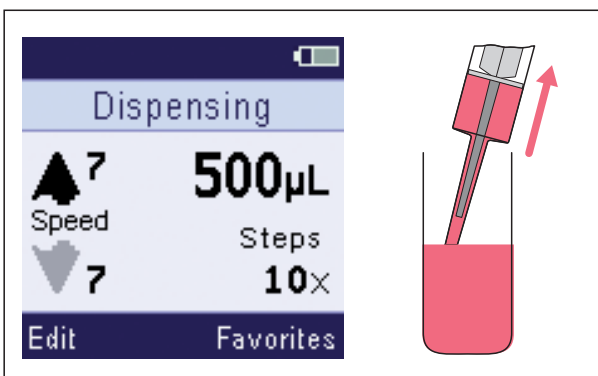 Dispensing
7 500µL
Speed
Steps
7 10×
Edit Favorites